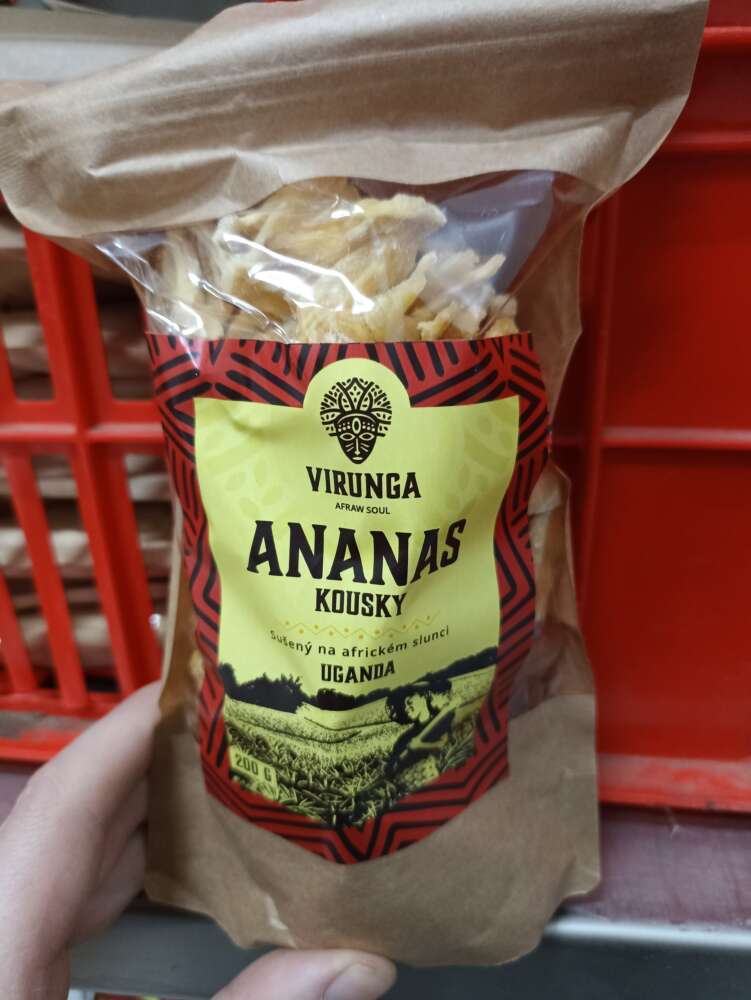 VIRUNGA
AFRAW SOUL
ANANAS
KOUSKY
Sušený na africkém slunci
UGANDA
200 G